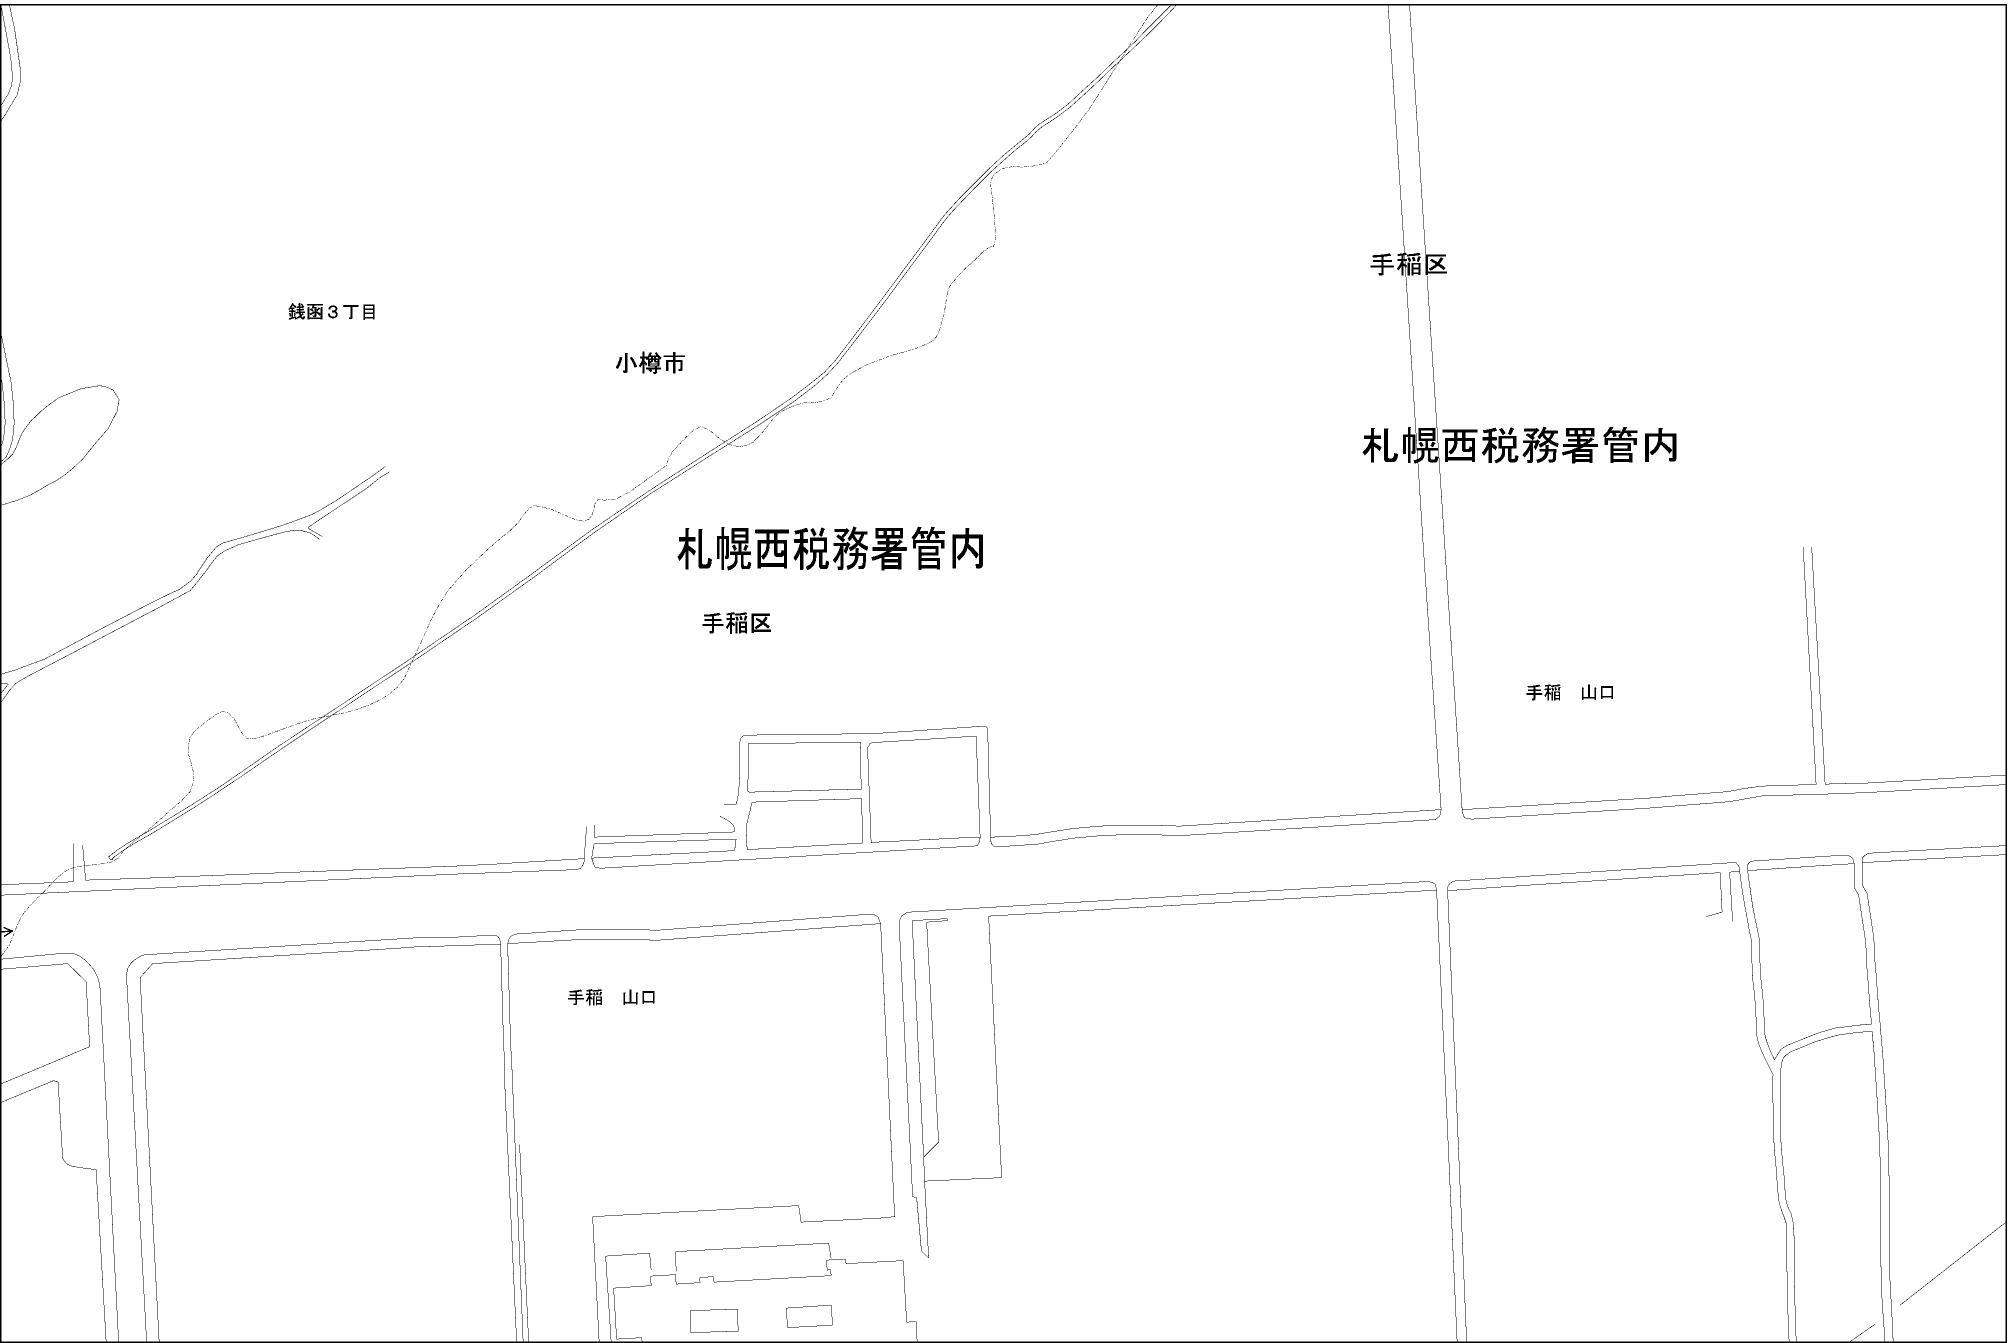 手稲区
銭函3丁目
小樽市
札幌西税務署管内
札幌西税務署管内
手稲区
手稲 山口
手稲 山口